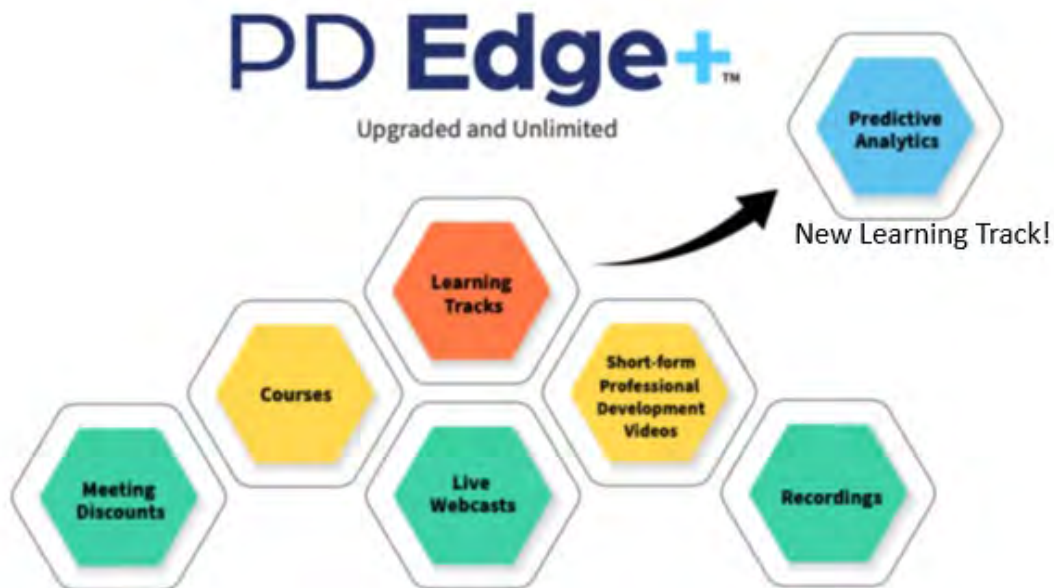 PD Edge+™
Upgraded and Unlimited
Predictive
Analytics
New Learning Track!
Learning
Tracks
Courses
Short-form
Professional
Development
Videos
Meeting
Discounts
Live
Webcasts
Recordings